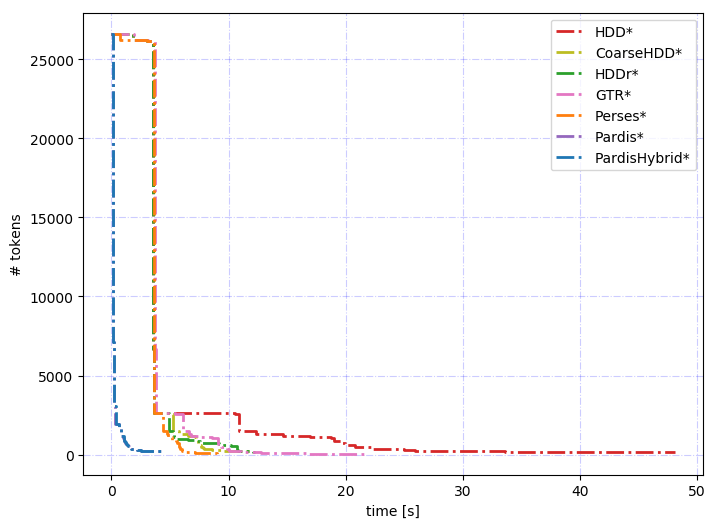 HDD*
CoarseHDD*
HDDr*
GTR*
Perses*
Pardis*
PardisHybrid*
25000
20000
15000
10000
5000
0
# tokens
0 10 20 30 40 50
time [s]